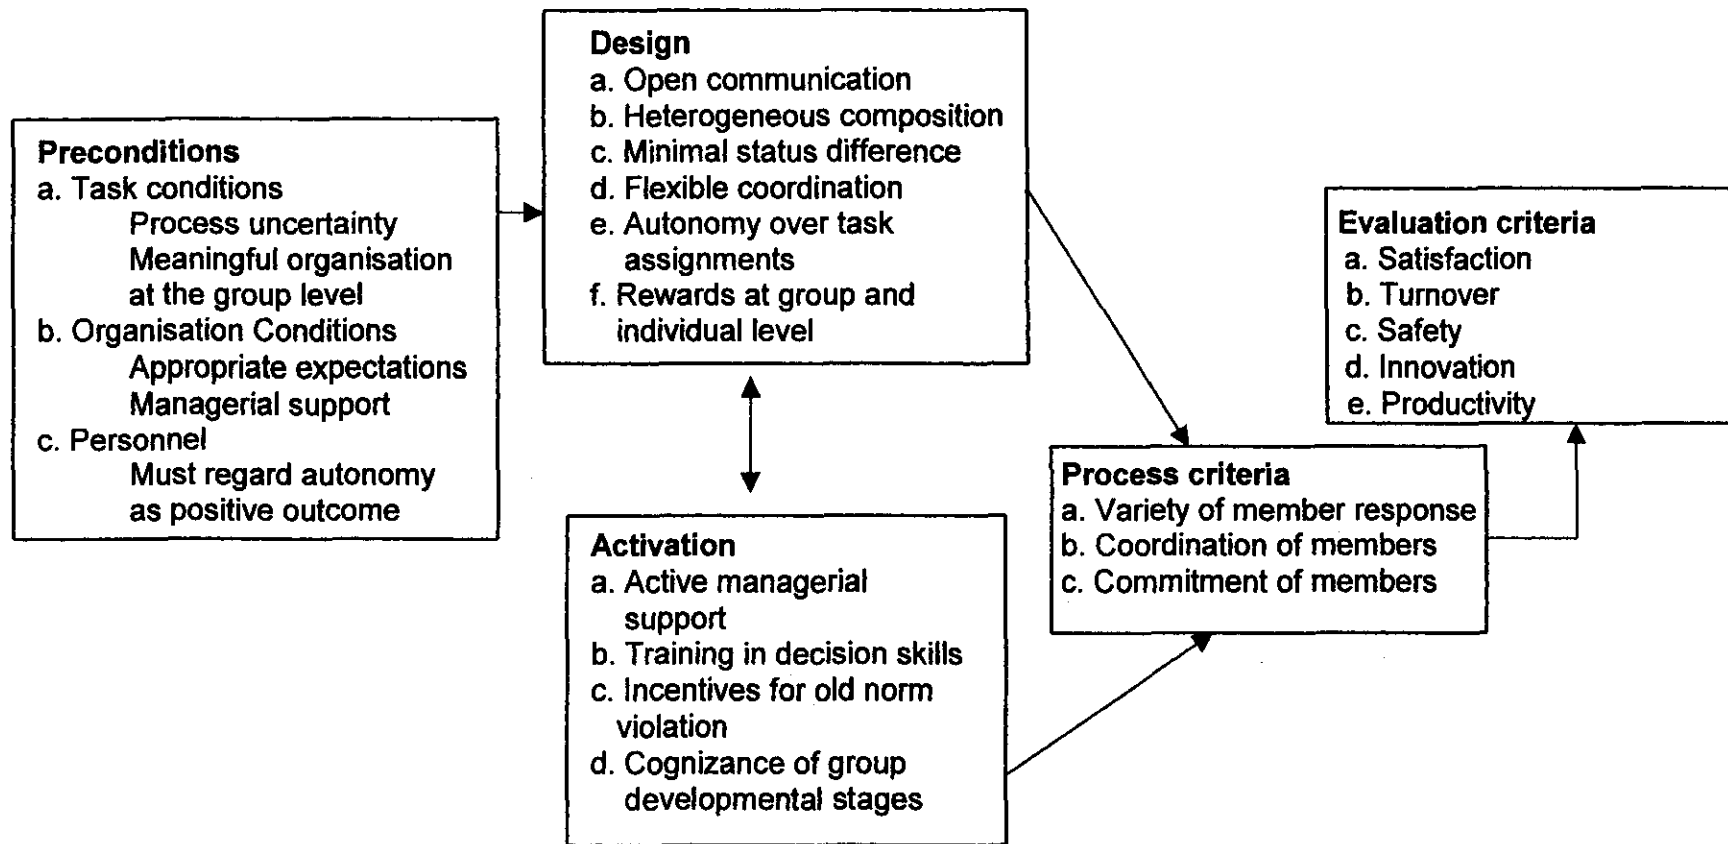 Preconditions
a. Task conditions
Process uncertainty
Meaningful organisation
at the group level
b. Organisation Conditions
Appropriate expectations
Managerial support
c. Personnel
Must regard autonomy
as positive outcome
Design
a. Open communication
b. Heterogeneous composition
c. Minimal status difference
d. Flexible coordination
e. Autonomy over task
assignments
f. Rewards at group and
individual level
Activation
a. Active managerial
support
b. Training in decision skills
c. Incentives for old norm
violation
d. Cognizance of group
developmental stages
Process criteria
a. Variety of member response
b. Coordination of members
c. Commitment of members
Evaluation criteria
a. Satisfaction
b. Turnover
c. Safety
d. Innovation
e. Productivity